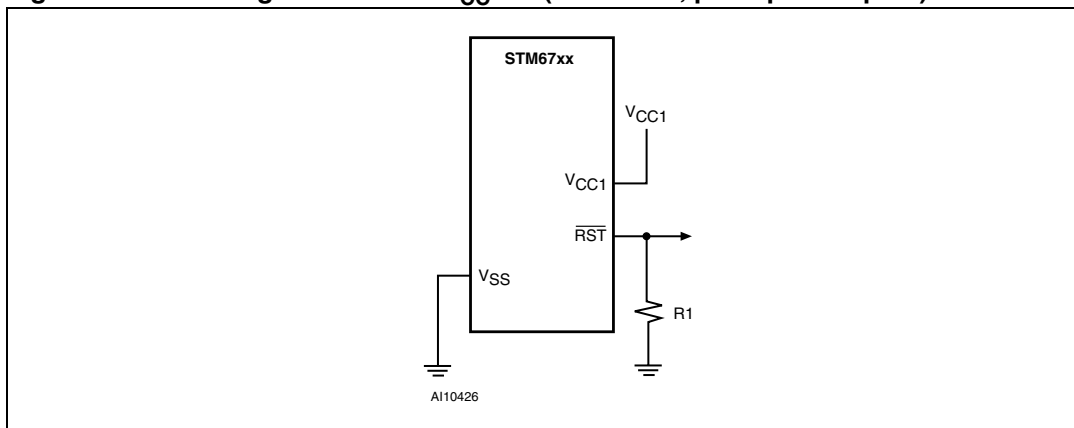 STM67xx
VCC1
VCC1
RST
VSS
R1
AI10426